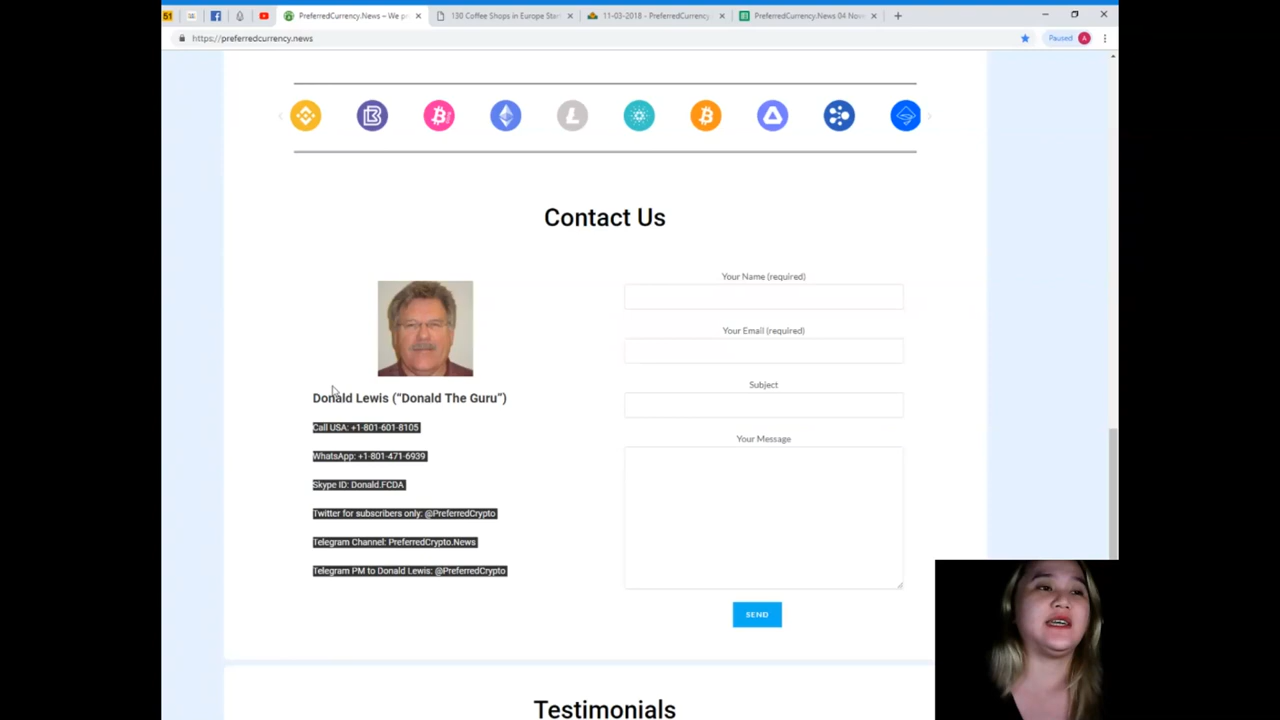 51
PreferredCurrency.News – We pr
130 Coffee Shops in Europe Star
11-03-2018 - PreferredCurrency
PreferredCurrency.News 04 Nove
https://preferredcurrency.news
Paused
A
Contact Us
Donald Lewis (“Donald The Guru”)
Call USA: +1-801-601-8105
WhatsApp: +1-801-471-6939
Skype ID: Donald.FCDA
Twitter for subscribers only: @PreferredCrypto
Telegram Channel: PreferredCrypto.News
Telegram PM to Donald Lewis: @PreferredCrypto
Your Name (required)
Your Email (required)
Subject
Your Message
SEND
Testimonials